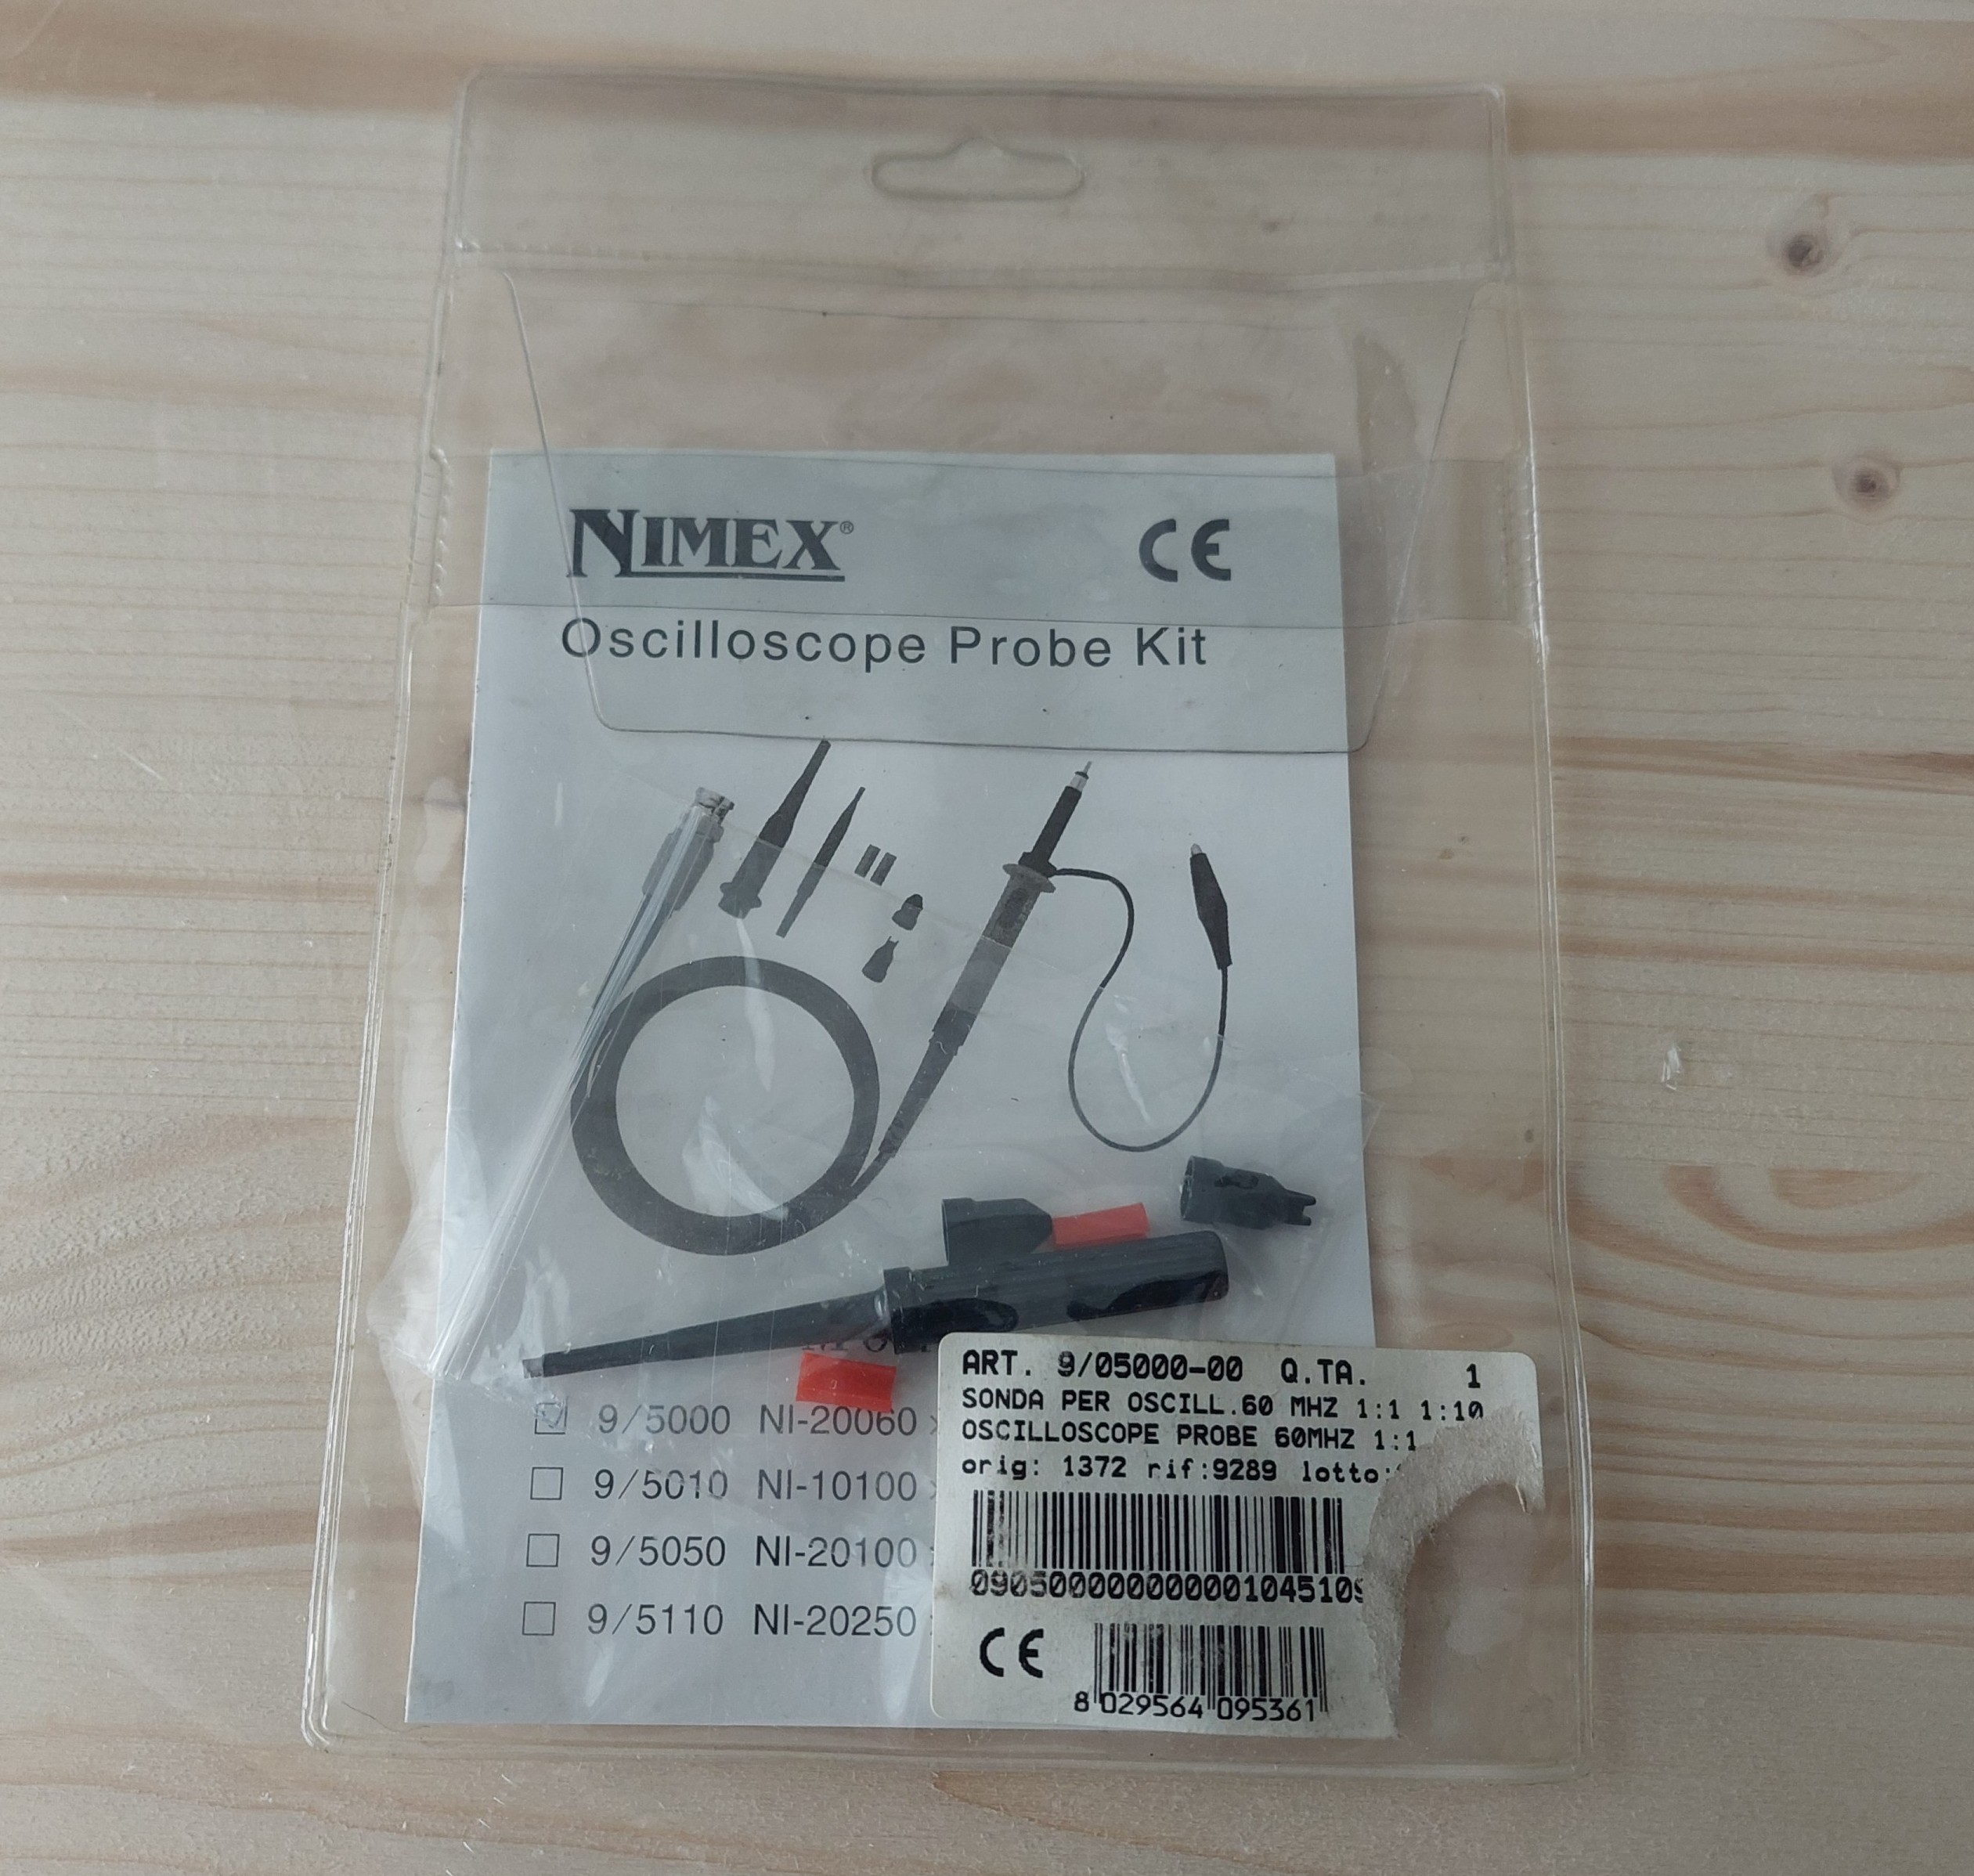 NIMEX®
CE
Oscilloscope Probe Kit
9/5000 NI-20060
9/5010 NI-10100
9/5050 NI-20100
9/5110 NI-20250
ART. 9/05000-00 Q.TA. 1
SONDA PER OSCILL.60 MHZ 1:1 1:10
OSCILLOSCOPE PROBE 60MHZ 1:1
orig: 1372 rif:9289 lotto:
CE
8 029564 095361